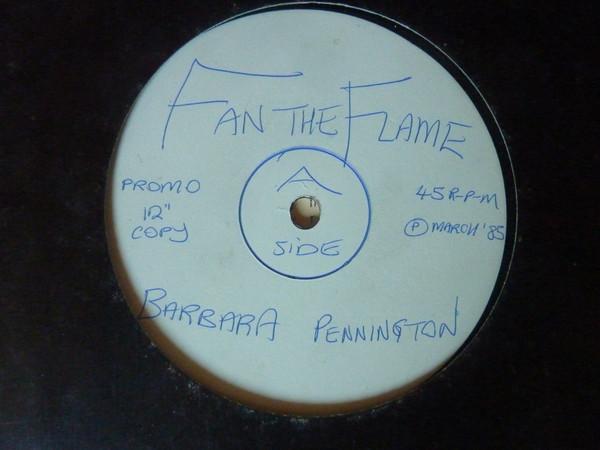 FAN THE FLAME
A
SIDE
PROMO
12"
COPY
45 R-P-M
Ⓟ MARCH '85
BARBARA PENNINGTON